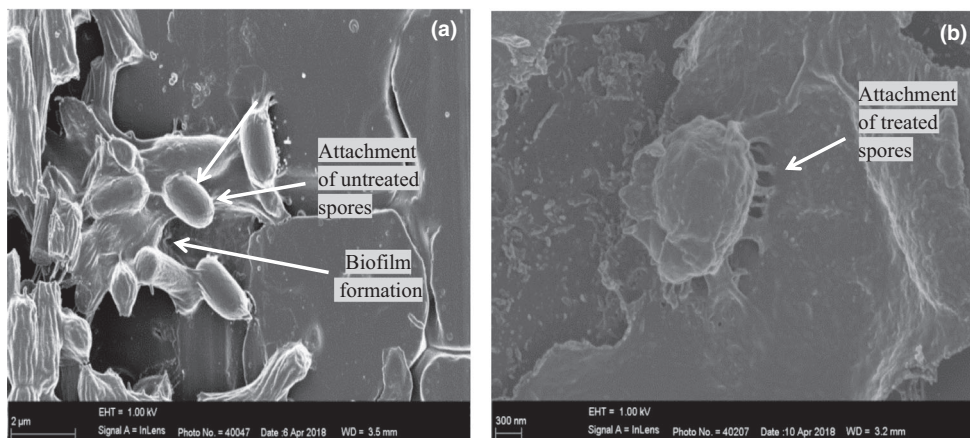 (a)
Attachment
of untreated
spores
Biofilm
formation
2 µm
EHT = 1.00 kV
Signal A = InLens
Photo No. = 40047
Date :6 Apr 2018
WD = 3.5 mm
(b)
Attachment
of treated
spores
300 nm
EHT = 1.00 kV
Signal A = InLens
Photo No. = 40207
Date :10 Apr 2018
WD = 3.2 mm